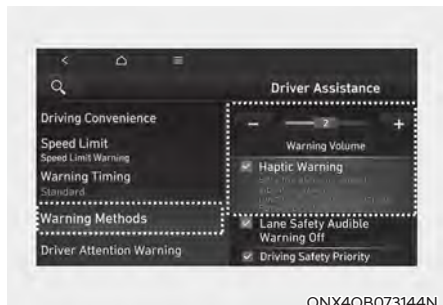 Driver Assistance
Driving Convenience
Speed Limit
Speed Limit Warning
Warning Timing
Standard
Warning Methods
Driver Attention Warning
− 2 +
Warning Volume
Haptic Warning
Lane Safety Audible
Warning Off
Driving Safety Priority
ONX4OB073144N